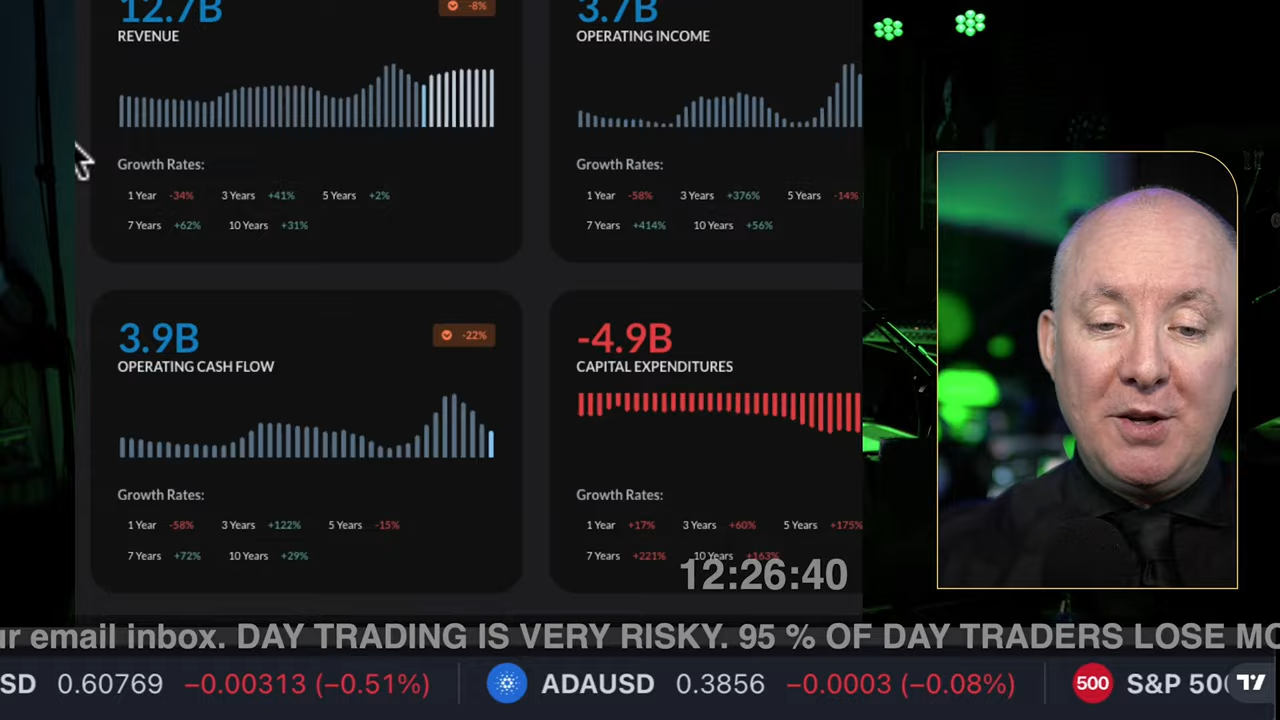 12.7B
-8%
REVENUE
Growth Rates:
1 Year -34% 3 Years +41% 5 Years +2%
7 Years +62% 10 Years +31%
3.7B
OPERATING INCOME
Growth Rates:
1 Year -58% 3 Years +376% 5 Years -14%
7 Years +414% 10 Years +56%
3.9B
-22%
OPERATING CASH FLOW
Growth Rates:
1 Year -58% 3 Years +122% 5 Years -15%
7 Years +72% 10 Years +29%
-4.9B
CAPITAL EXPENDITURES
Growth Rates:
1 Year +17% 3 Years +60% 5 Years +175%
7 Years +221% 10 Years +163%
12:26:40
ur email inbox. DAY TRADING IS VERY RISKY. 95 % OF DAY TRADERS LOSE MO
SD 0.60769 −0.00313 (−0.51%) ADAUSD 0.3856 −0.0003 (−0.08%) 500 S&P 50